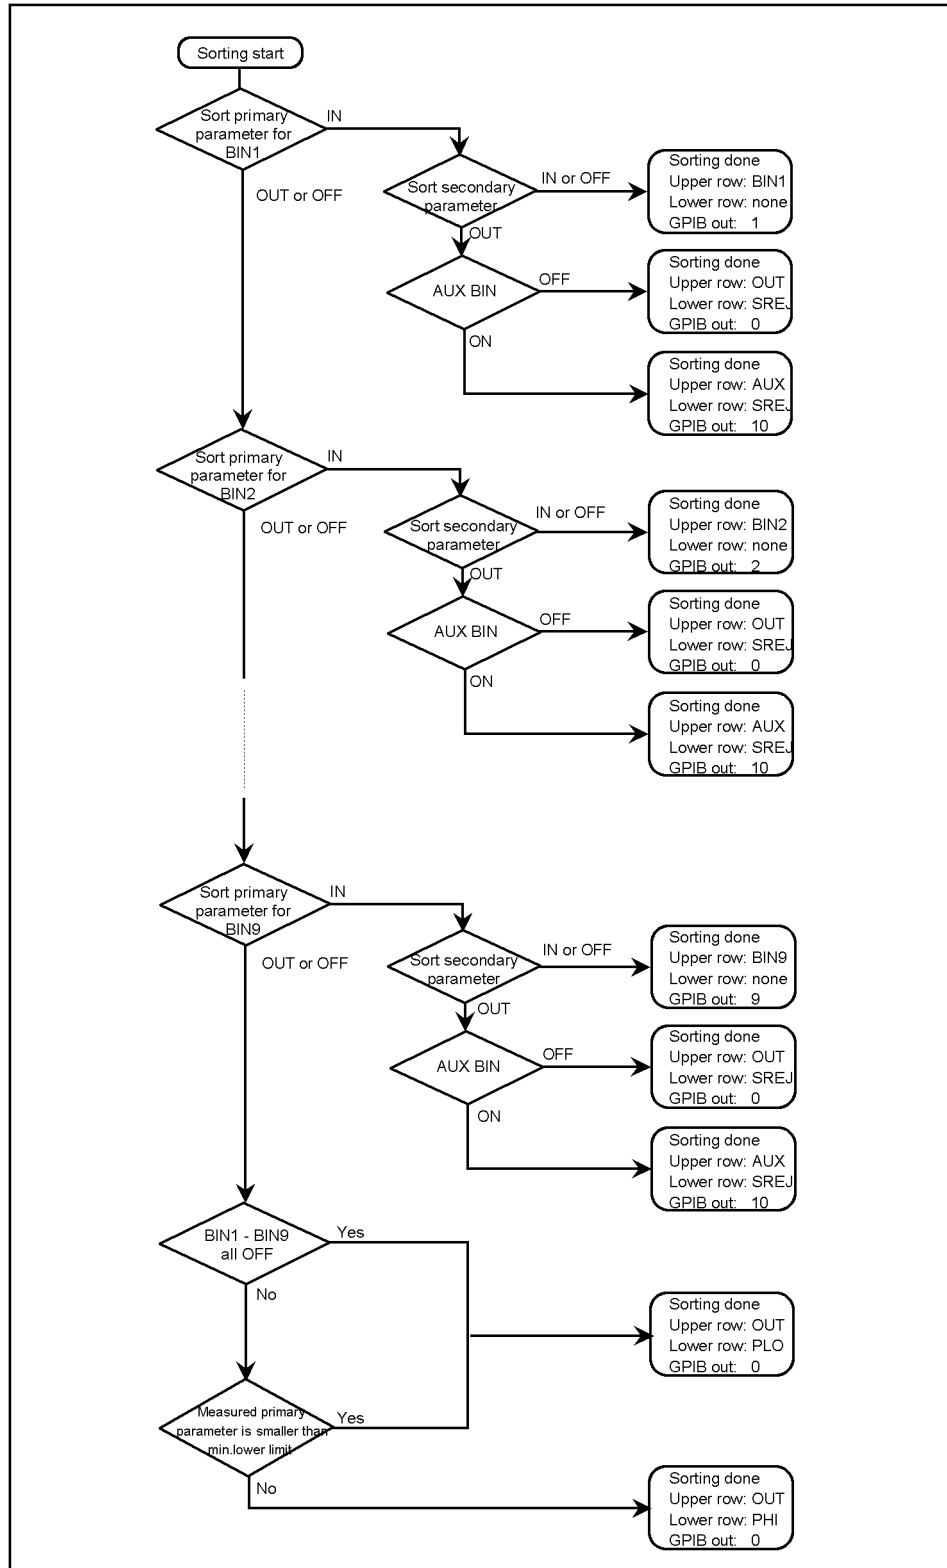 Sorting start
Sort primary
parameter for
BIN1
IN
OUT or OFF
Sort secondary
parameter
IN or OFF
OUT
Sorting done
Upper row: BIN1
Lower row: none
GPIB out: 1
AUX BIN
OFF
ON
Sorting done
Upper row: OUT
Lower row: SREJ
GPIB out: 0
Sorting done
Upper row: AUX
Lower row: SREJ
GPIB out: 10
Sort primary
parameter for
BIN2
IN
OUT or OFF
Sort secondary
parameter
IN or OFF
OUT
Sorting done
Upper row: BIN2
Lower row: none
GPIB out: 2
AUX BIN
OFF
ON
Sorting done
Upper row: OUT
Lower row: SREJ
GPIB out: 0
Sorting done
Upper row: AUX
Lower row: SREJ
GPIB out: 10
Sort primary
parameter for
BIN9
IN
OUT or OFF
Sort secondary
parameter
IN or OFF
OUT
Sorting done
Upper row: BIN9
Lower row: none
GPIB out: 9
AUX BIN
OFF
ON
Sorting done
Upper row: OUT
Lower row: SREJ
GPIB out: 0
Sorting done
Upper row: AUX
Lower row: SREJ
GPIB out: 10
BIN1 - BIN9
all OFF
Yes
No
Sorting done
Upper row: OUT
Lower row: PLO
GPIB out: 0
Measured primary
parameter is smaller than
min.lower limit
Yes
No
Sorting done
Upper row: OUT
Lower row: PHI
GPIB out: 0